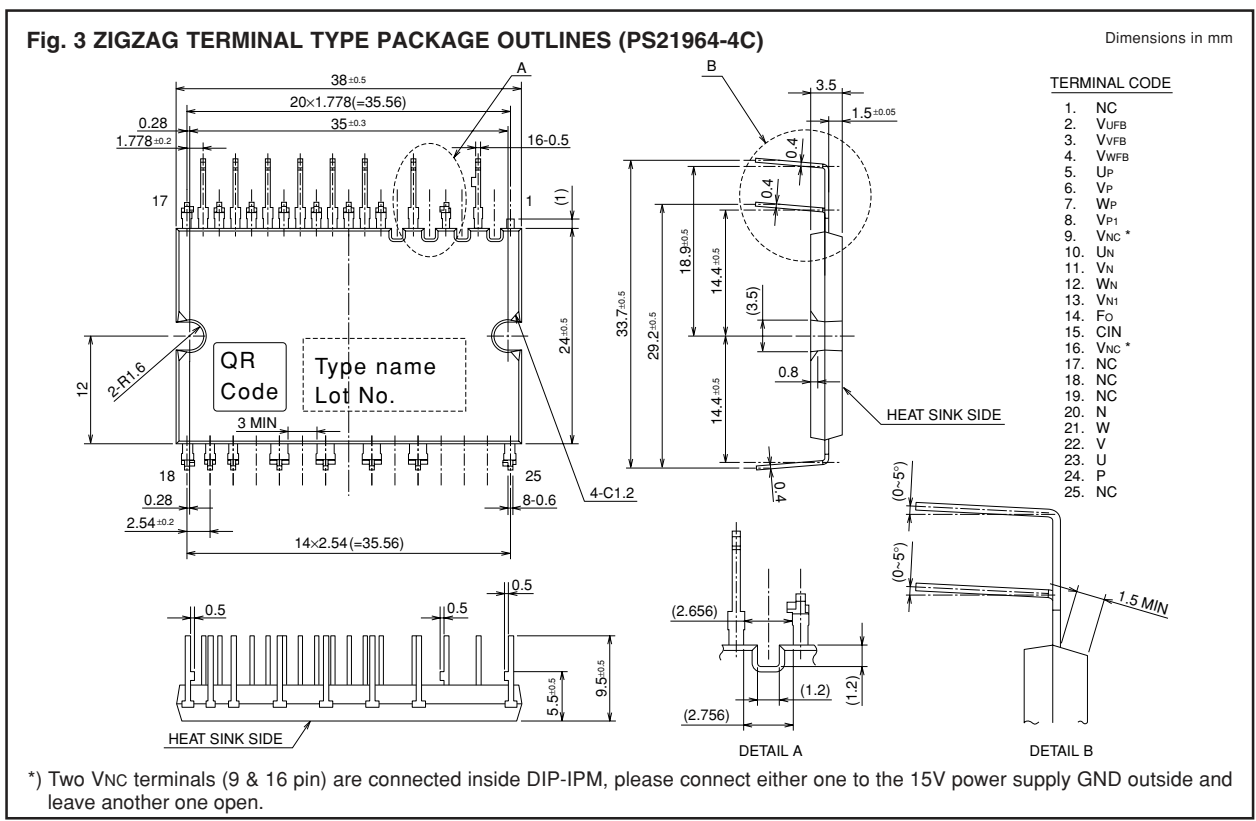 Fig. 3 ZIGZAG TERMINAL TYPE PACKAGE OUTLINES (PS21964-4C)
Dimensions in mm
A
38±0.5
20×1.778(=35.56)
0.28
35±0.3
1.778±0.2
16-0.5
17
1
(1)
24±0.5
12
2-R1.6
QR
Code
Type name
Lot No.
3 MIN
18
25
0.28
8-0.6
4-C1.2
2.54±0.2
14×2.54(=35.56)
B
3.5
1.5±0.05
0.4
0.4
33.7±0.5
29.2±0.5
18.9±0.5
14.4±0.5
(3.5)
0.8
14.4±0.5
HEAT SINK SIDE
0.4
TERMINAL CODE
1. NC
2. VUFB
3. VVFB
4. VWFB
5. UP
6. VP
7. WP
8. VP1
9. VNC *
10. UN
11. VN
12. WN
13. VN1
14. FO
15. CIN
16. VNC *
17. NC
18. NC
19. NC
20. N
21. W
22. V
23. U
24. P
25. NC
0.5
0.5
0.5
5.5±0.5
9.5±0.5
HEAT SINK SIDE
(2.656)
(1.2)
(1.2)
(2.756)
DETAIL A
(0~5°)
(0~5°)
1.5 MIN
DETAIL B
*) Two VNC terminals (9 & 16 pin) are connected inside DIP-IPM, please connect either one to the 15V power supply GND outside and
leave another one open.